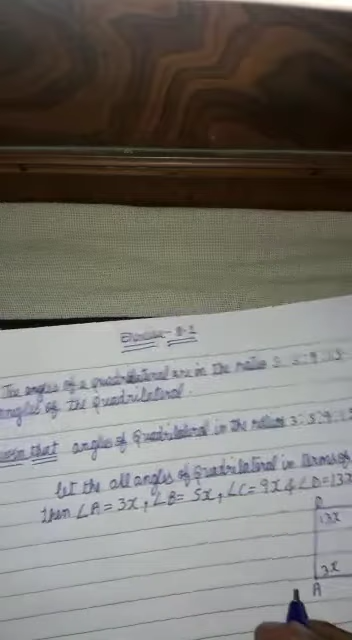 Exercise - 8.1
The angles of a quadrilateral are in the ratio 3 : 5 : 9 : 13
angles of the Quadrilateral.
that angles of Quadrilateral in the ratio 3:5:9:13
let the all angles of Quadrilateral in terms of
then ∠A = 3x, ∠B = 5x, ∠C = 9x & ∠D = 13x
D
13x
3x
A